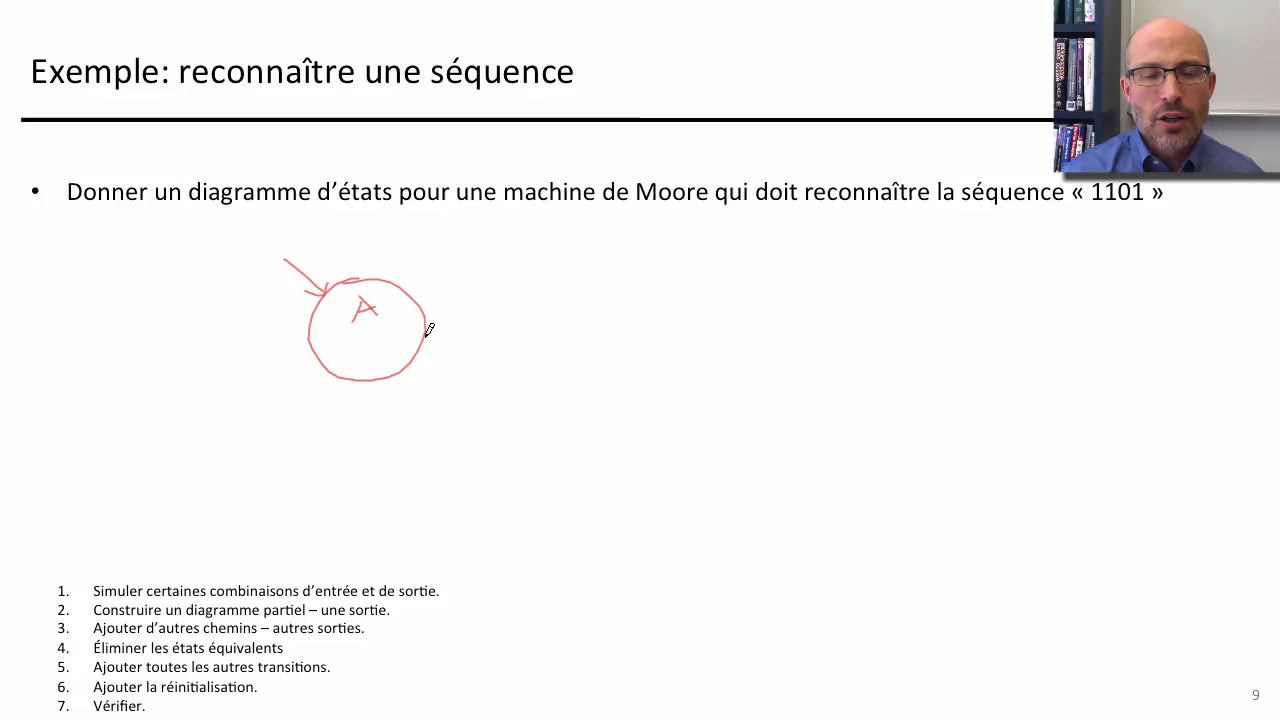 Exemple: reconnaître une séquence
• Donner un diagramme d’états pour une machine de Moore qui doit reconnaître la séquence « 1101 »
A
1. Simuler certaines combinaisons d’entrée et de sortie.
2. Construire un diagramme partiel – une sortie.
3. Ajouter d’autres chemins – autres sorties.
4. Éliminer les états équivalents
5. Ajouter toutes les autres transitions.
6. Ajouter la réinitialisation.
7. Vérifier.
9